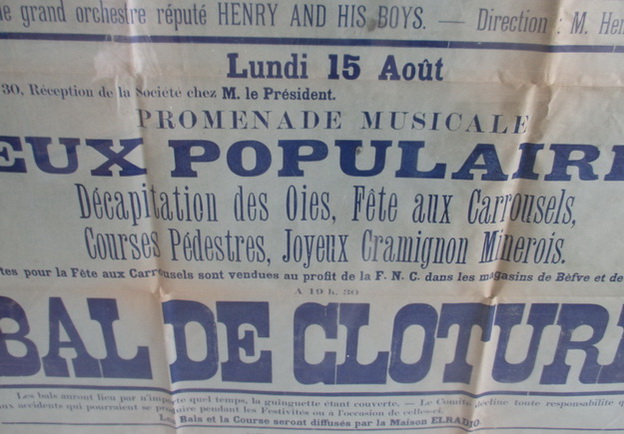 e grand orchestre réputé HENRY AND HIS BOYS. — Direction : M. Hen
Lundi 15 Août
30, Réception de la Société chez M. le Président.
PROMENADE MUSICALE
EUX POPULAIRE
Décapitation des Oies, Fête aux Carrousels,
Courses Pédestres, Joyeux Cramignon Minerois.
tes pour la Fête aux Carrousels sont vendues au profit de la F. N. C. dans les magasins de Bèfve et de
A 19 h. 30
BAL DE CLOTURE
Les bals auront lieu par n'importe quel temps, la guinguette étant couverte. — Le Comité décline toute responsabilité q
aux accidents qui pourraient se produire pendant les Festivités ou à l'occasion de celles-ci.
Les Bals et la Course seront diffusés par la Maison ELRADIO.